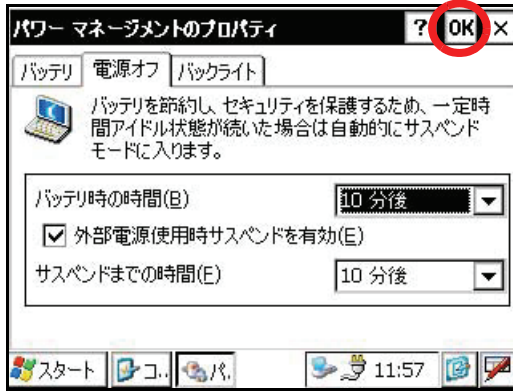 パワー マネージメントのプロパティ ? OK ×
バッテリ 電源オフ バックライト
バッテリを節約し、セキュリティを保護するため、一定時
間アイドル状態が続いた場合は自動的にサスペンド
モードに入ります。
バッテリ時の時間(B) 10 分後
外部電源使用時サスペンドを有効(E)
サスペンドまでの時間(F) 10 分後
スタート コ.. パ. 11:57